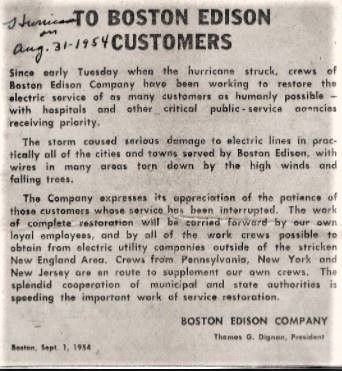 Hurricane
on
Aug. 31-1954
TO BOSTON EDISON
CUSTOMERS
Since early Tuesday when the hurricane struck, crews of
Boston Edison Company have been working to restore the
electric service of as many customers as humanly possible –
with hospitals and other critical public-service agencies
receiving priority.
The storm caused serious damage to electric lines in prac-
tically all of the cities and towns served by Boston Edison, with
wires in many areas torn down by the high winds and
falling trees.
The Company expresses its appreciation of the patience of
those customers whose service has been interrupted. The work
of complete restoration will be carried forward by our own
loyal employees, and by all of the work crews possible to
obtain from electric utility companies outside of the stricken
New England Area. Crews from Pennsylvania, New York and
New Jersey are en route to supplement our own crews. The
splendid cooperation of municipal and state authorities is
speeding the important work of service restoration.
BOSTON EDISON COMPANY
Thomas G. Dignan, President
Boston, Sept. 1, 1954